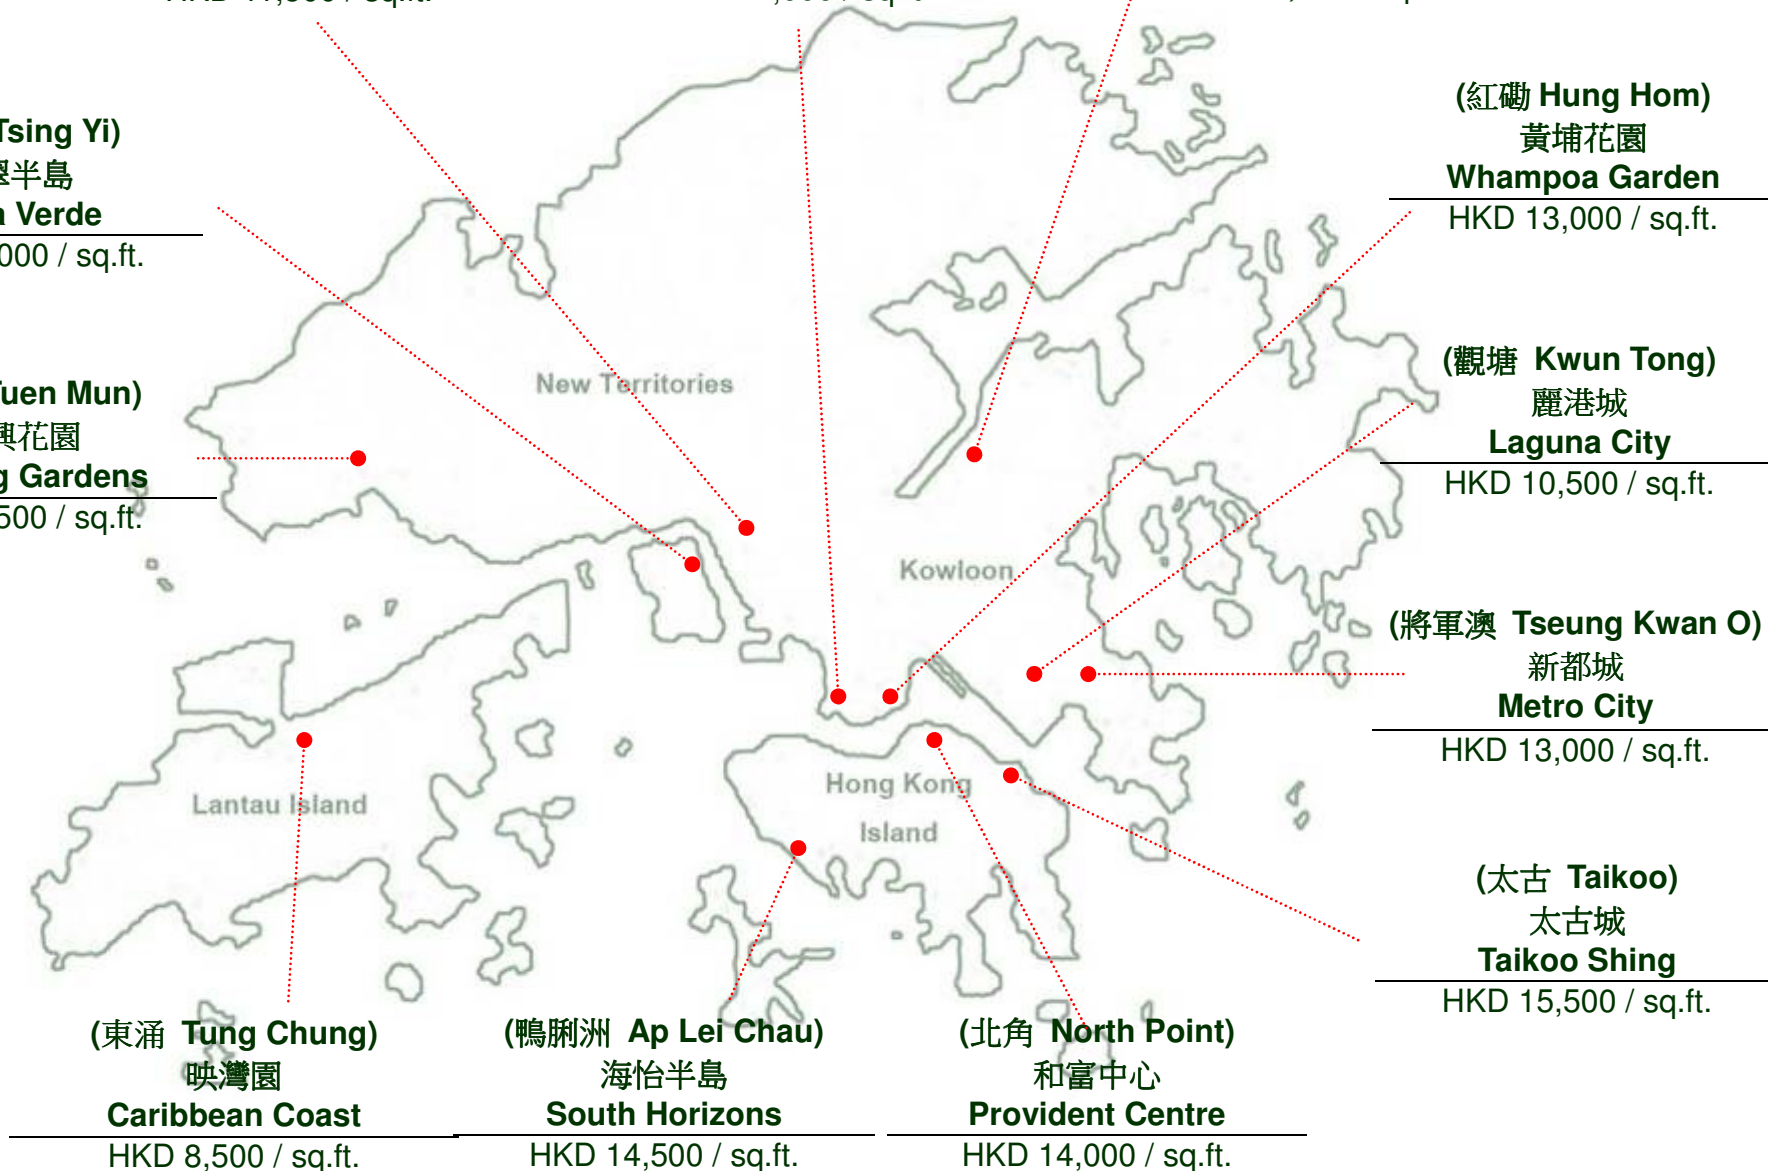 (紅磡 Hung Hom)
黃埔花園
Whampoa Garden
HKD 13,000 / sq.ft.
Tsing Yi)
半島
Verde
000 / sq.ft.
New Territories
(觀塘 Kwun Tong)
麗港城
Laguna City
HKD 10,500 / sq.ft.
uen Mun)
興花園
g Gardens
500 / sq.ft.
Kowloon
(將軍澳 Tseung Kwan O)
新都城
Metro City
HKD 13,000 / sq.ft.
Lantau Island
Hong Kong
Island
(太古 Taikoo)
太古城
Taikoo Shing
HKD 15,500 / sq.ft.
(東涌 Tung Chung)
映灣園
Caribbean Coast
HKD 8,500 / sq.ft.
(鴨脷洲 Ap Lei Chau)
海怡半島
South Horizons
HKD 14,500 / sq.ft.
(北角 North Point)
和富中心
Provident Centre
HKD 14,000 / sq.ft.